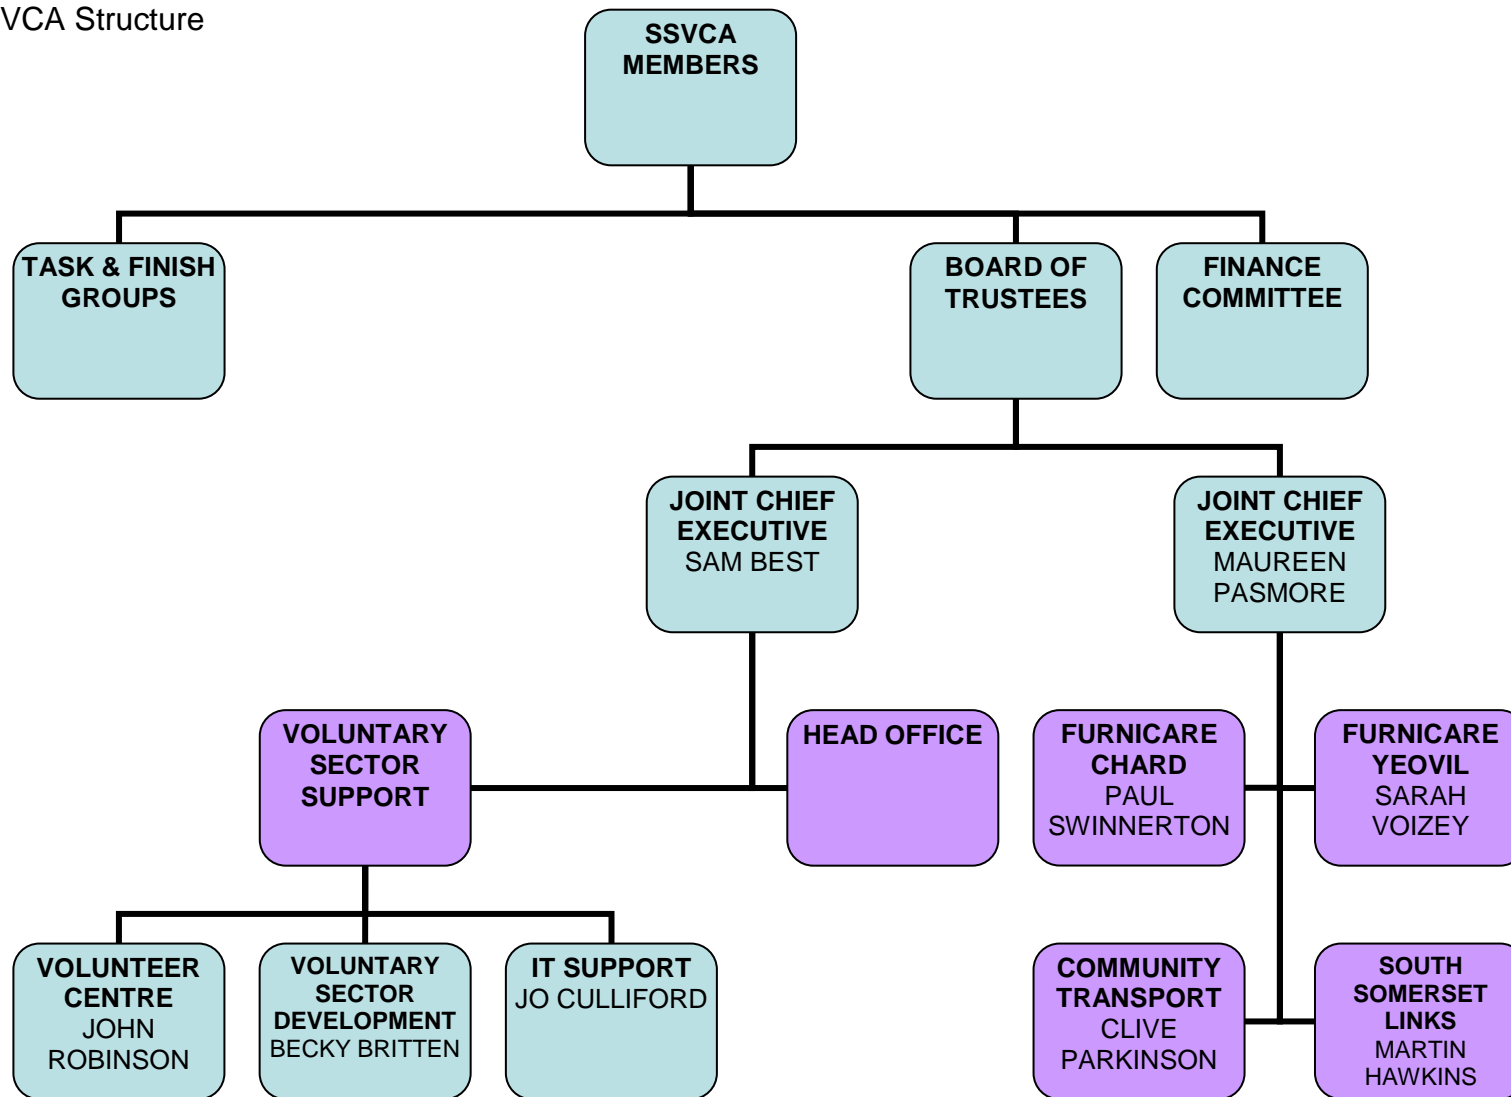 VCA Structure
SSVCA
MEMBERS
TASK & FINISH
GROUPS
BOARD OF
TRUSTEES
FINANCE
COMMITTEE
JOINT CHIEF
EXECUTIVE
SAM BEST
JOINT CHIEF
EXECUTIVE
MAUREEN
PASMORE
VOLUNTARY
SECTOR
SUPPORT
HEAD OFFICE
FURNICARE
CHARD
PAUL
SWINNERTON
FURNICARE
YEOVIL
SARAH
VOIZEY
VOLUNTEER
CENTRE
JOHN
ROBINSON
VOLUNTARY
SECTOR
DEVELOPMENT
BECKY BRITTEN
IT SUPPORT
JO CULLIFORD
COMMUNITY
TRANSPORT
CLIVE
PARKINSON
SOUTH
SOMERSET
LINKS
MARTIN
HAWKINS